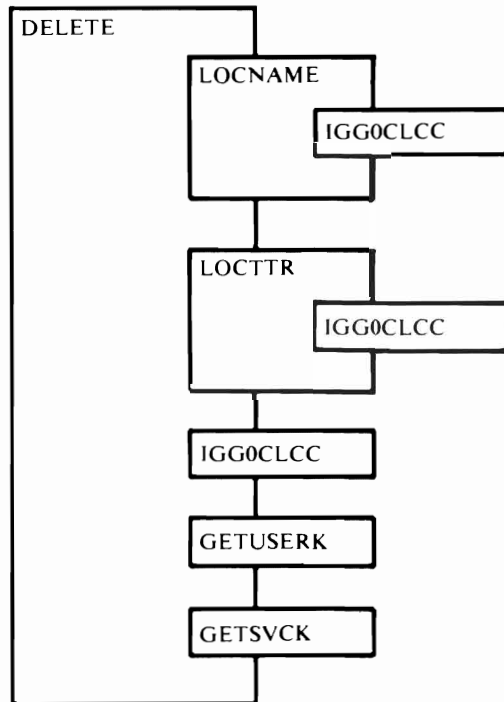 DELETE
LOCNAME
IGG0CLCC
LOCTTR
IGG0CLCC
IGG0CLCC
GETUSERK
GETSVCK